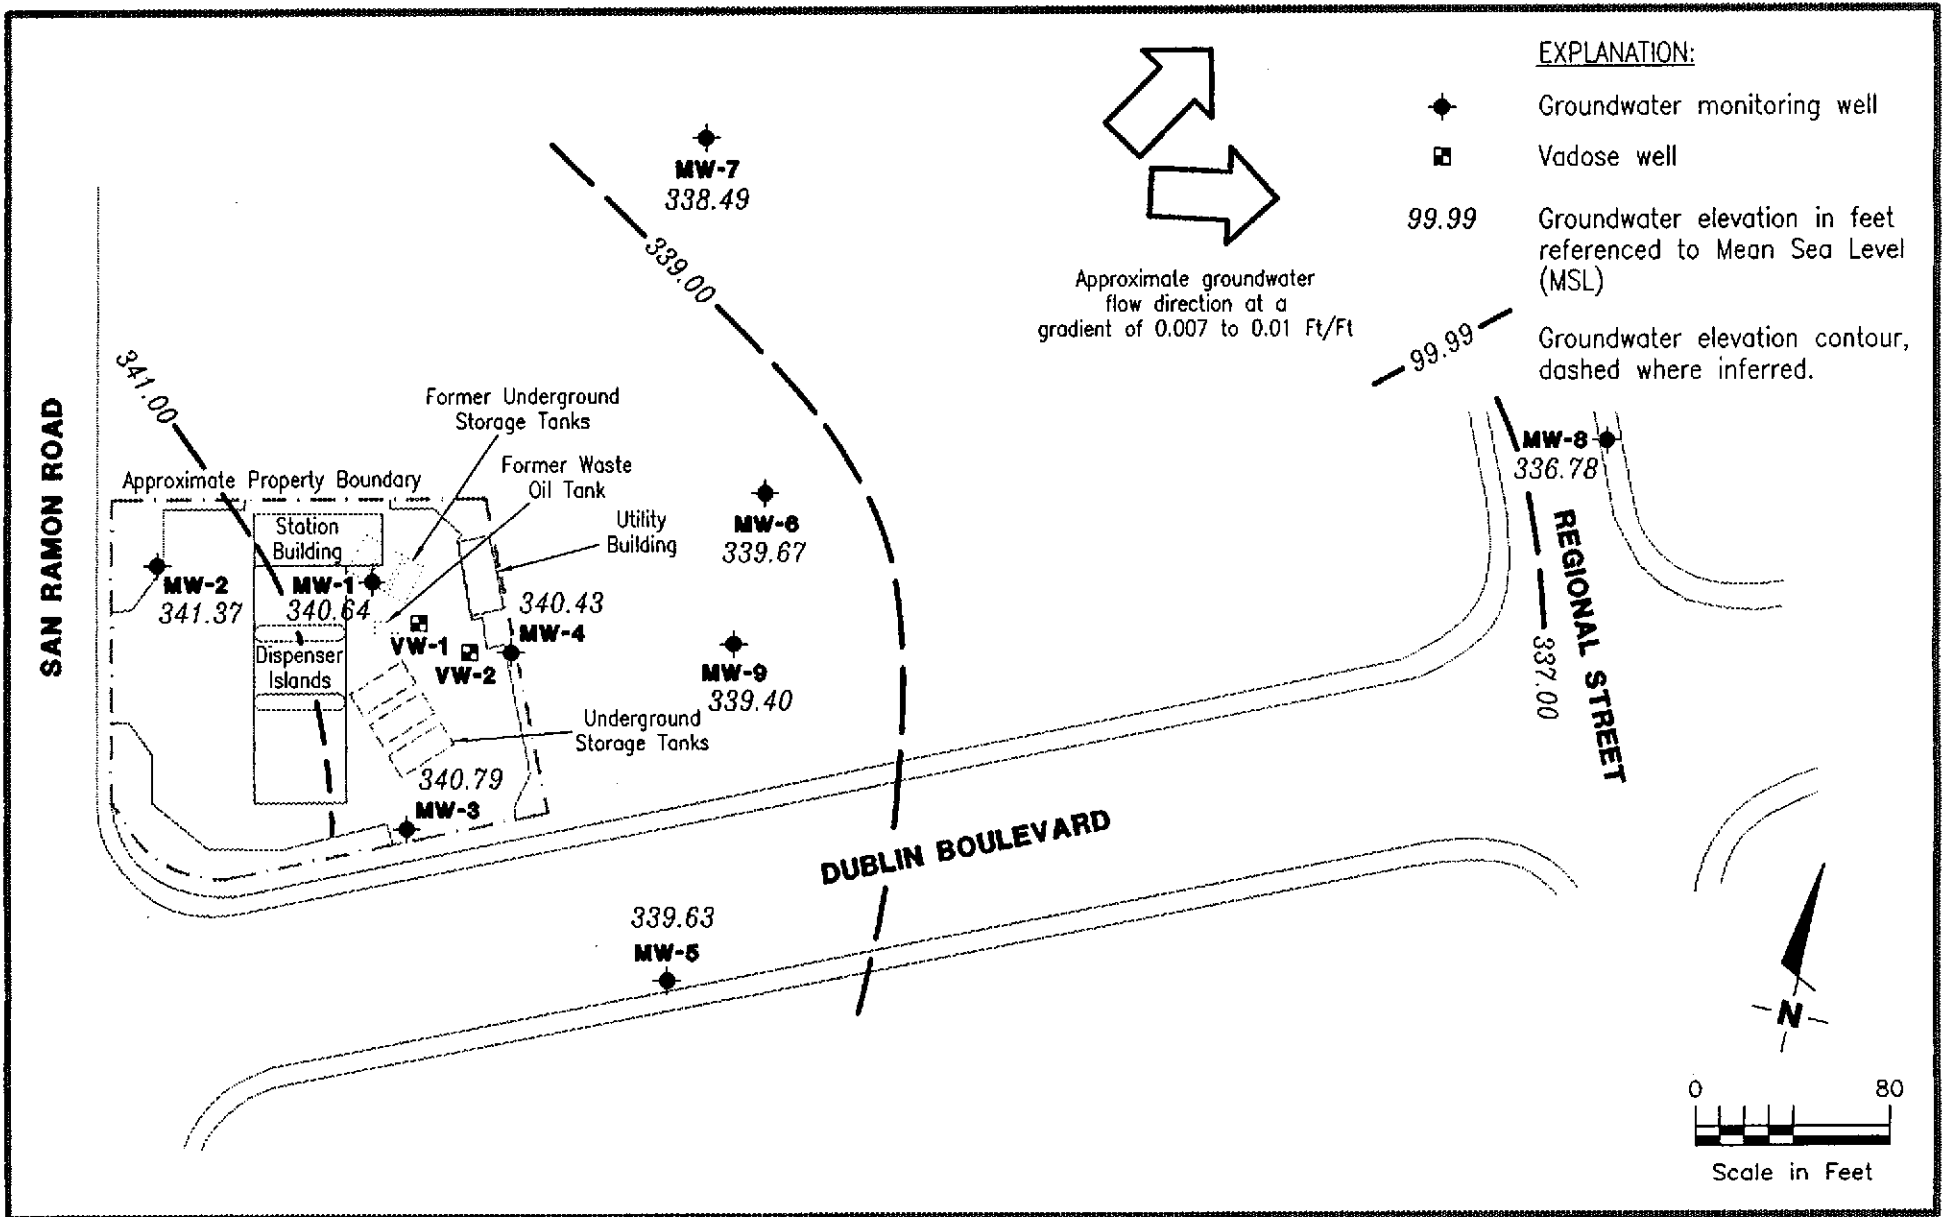 EXPLANATION:
Groundwater monitoring well
Vadose well
99.99
Groundwater elevation in feet
referenced to Mean Sea Level
(MSL)
99.99
Groundwater elevation contour,
dashed where inferred.
Approximate groundwater
flow direction at a
gradient of 0.007 to 0.01 Ft/Ft
MW-7
338.49
339.00
341.00
SAN RAMON ROAD
Former Underground
Storage Tanks
Former Waste
Oil Tank
Approximate Property Boundary
Station
Building
Utility
Building
MW-6
339.67
MW-8
336.78
REGIONAL STREET
337.00
MW-2
341.37
MW-1
340.64
340.43
MW-4
VW-1
VW-2
Dispenser
Islands
MW-9
339.40
Underground
Storage Tanks
340.79
MW-3
DUBLIN BOULEVARD
339.63
MW-5
N
0 80
Scale in Feet